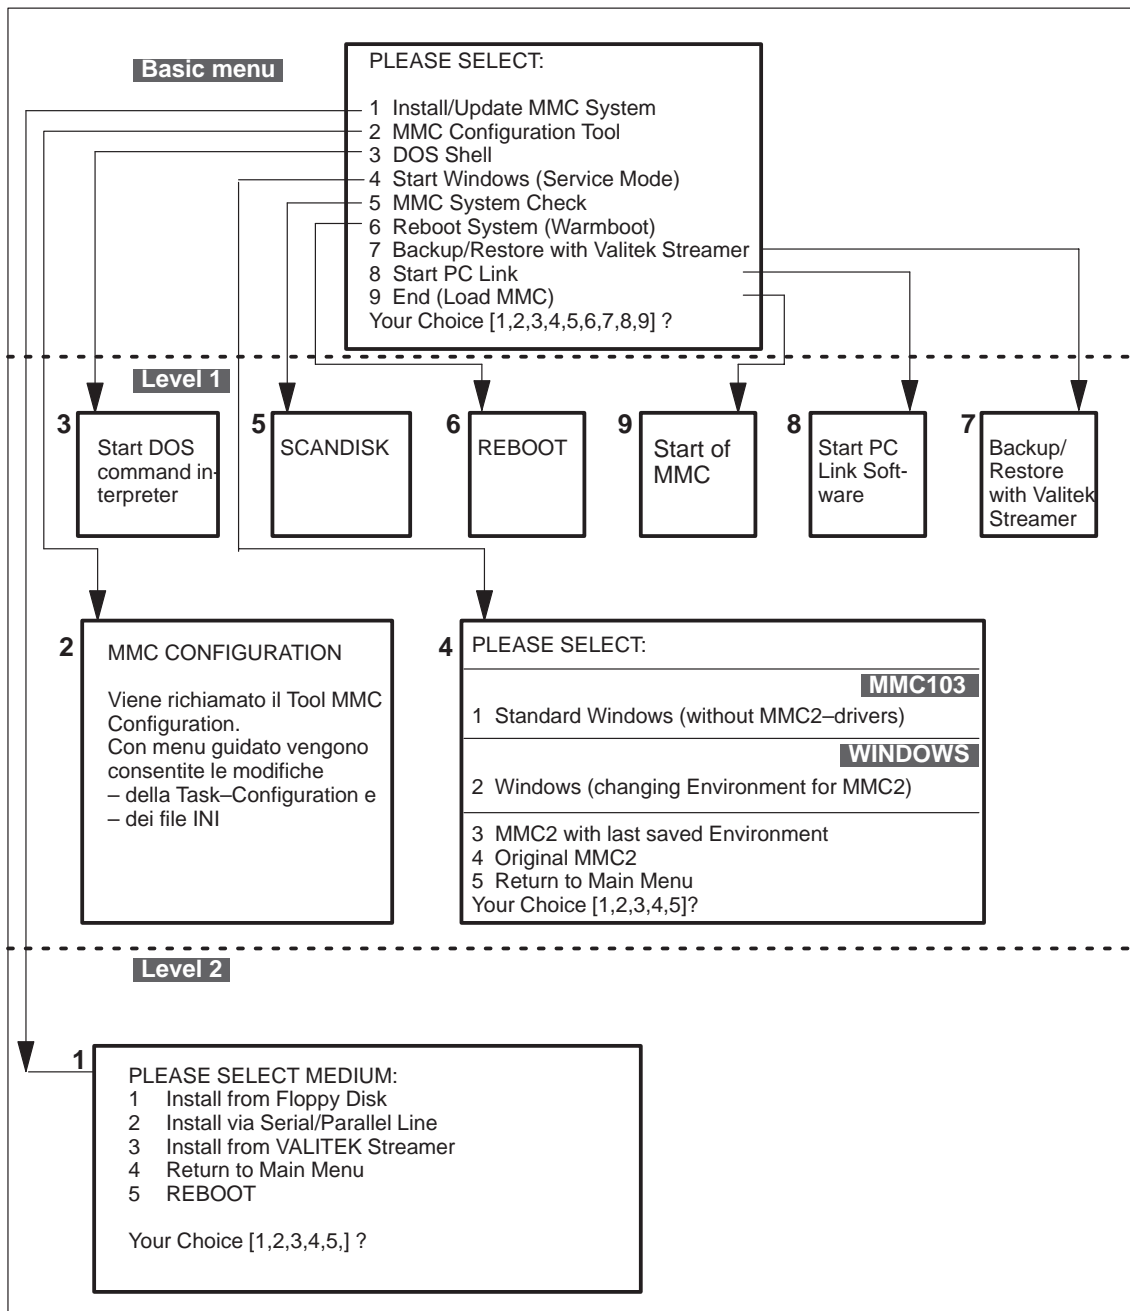 Basic menu
PLEASE SELECT:
1 Install/Update MMC System
2 MMC Configuration Tool
3 DOS Shell
4 Start Windows (Service Mode)
5 MMC System Check
6 Reboot System (Warmboot)
7 Backup/Restore with Valitek Streamer
8 Start PC Link
9 End (Load MMC)
Your Choice [1,2,3,4,5,6,7,8,9] ?
Level 1
3
Start DOS
command in-
terpreter
5
SCANDISK
6
REBOOT
9
Start of
MMC
8
Start PC
Link Soft-
ware
7
Backup/
Restore
with Valitek
Streamer
2
MMC CONFIGURATION
Viene richiamato il Tool MMC
Configuration.
Con menu guidato vengono
consentite le modifiche
– della Task–Configuration e
– dei file INI
4
PLEASE SELECT:
MMC103
1 Standard Windows (without MMC2–drivers)
WINDOWS
2 Windows (changing Environment for MMC2)
3 MMC2 with last saved Environment
4 Original MMC2
5 Return to Main Menu
Your Choice [1,2,3,4,5]?
Level 2
1
PLEASE SELECT MEDIUM:
1 Install from Floppy Disk
2 Install via Serial/Parallel Line
3 Install from VALITEK Streamer
4 Return to Main Menu
5 REBOOT
Your Choice [1,2,3,4,5,] ?